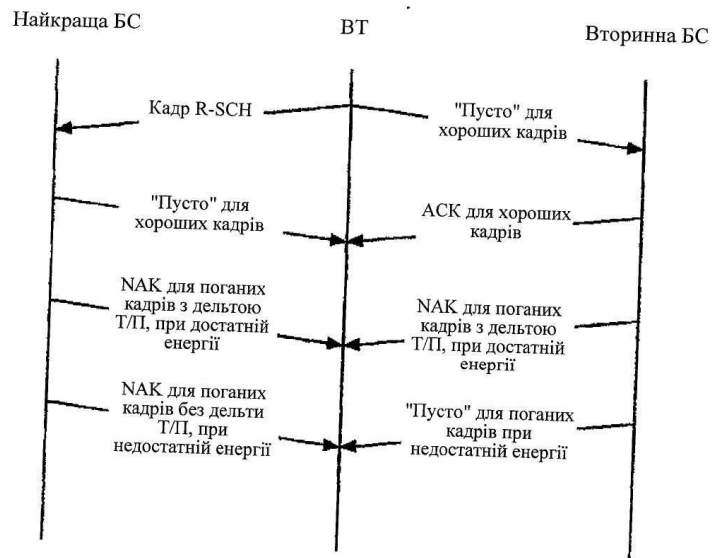 Найкраща БС
ВТ
Вторинна БС
Кадр R-SCH
"Пусто" для
хороших кадрів
"Пусто" для
хороших кадрів
АСК для хороших
кадрів
NAK для поганих
кадрів з дельтою
Т/П, при достатній
енергії
NAK для поганих
кадрів з дельтою
Т/П, при достатній
енергії
NAK для поганих
кадрів без дельти
Т/П, при
недостатній енергії
"Пусто" для поганих
кадрів при
недостатній енергії